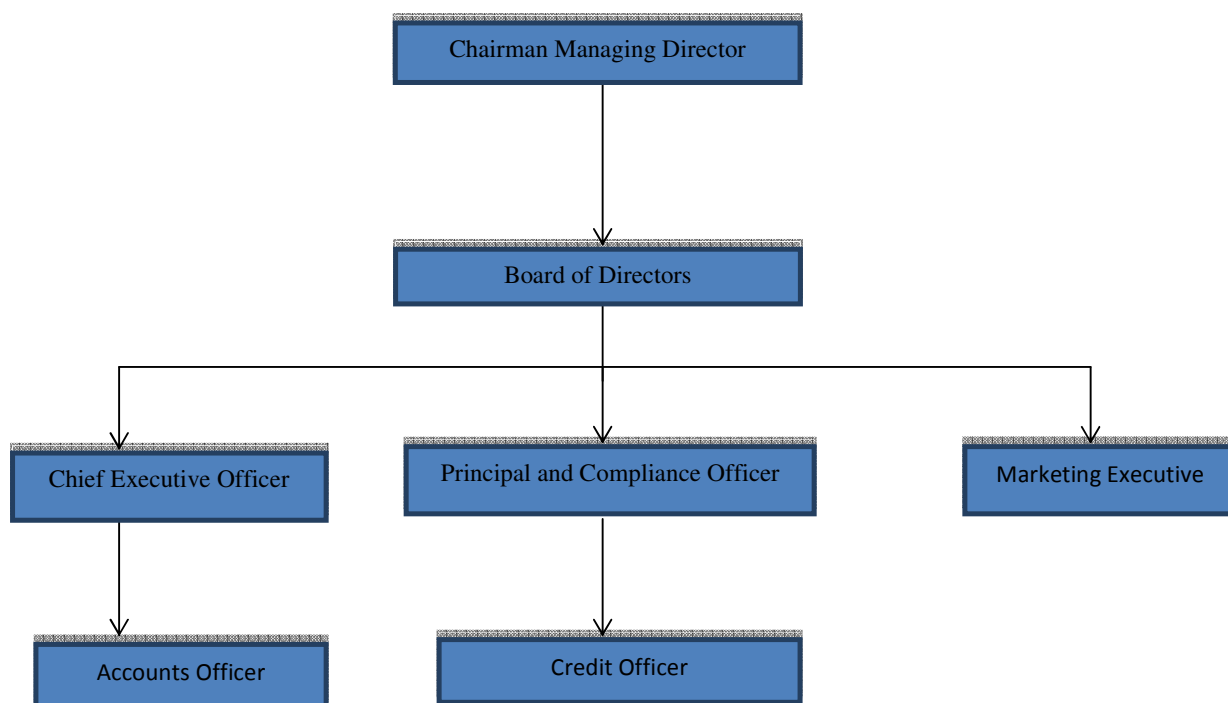 Chairman Managing Director
Board of Directors
Chief Executive Officer
Principal and Compliance Officer
Marketing Executive
Accounts Officer
Credit Officer